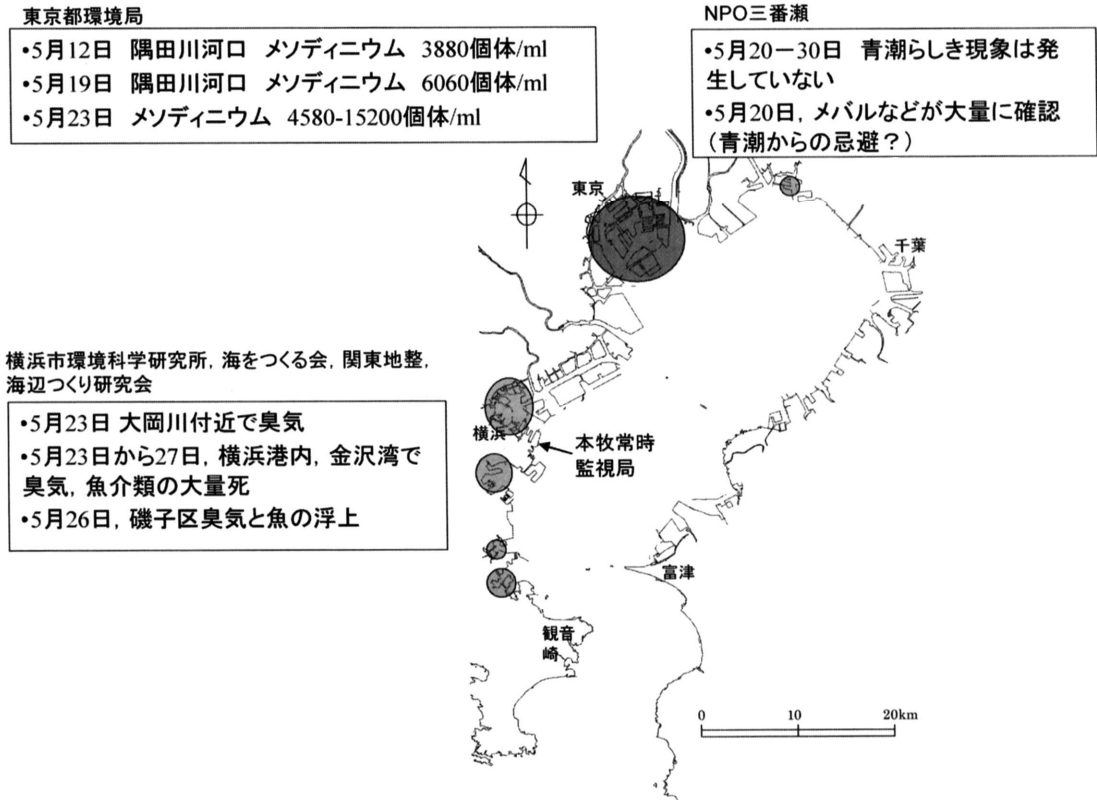 東京都環境局
•5月12日 隅田川河口 メソディニウム 3880個体/ml
•5月19日 隅田川河口 メソディニウム 6060個体/ml
•5月23日 メソディニウム 4580-15200個体/ml
NPO三番瀬
•5月20－30日 青潮らしき現象は発
生していない
•5月20日，メバルなどが大量に確認
（青潮からの忌避？）
東京
千葉
横浜市環境科学研究所，海をつくる会，関東地整，
海辺つくり研究会
•5月23日 大岡川付近で臭気
•5月23日から27日，横浜港内，金沢湾で
臭気，魚介類の大量死
•5月26日，磯子区臭気と魚の浮上
横浜
本牧常時
監視局
富津
観音
崎
0 10 20km